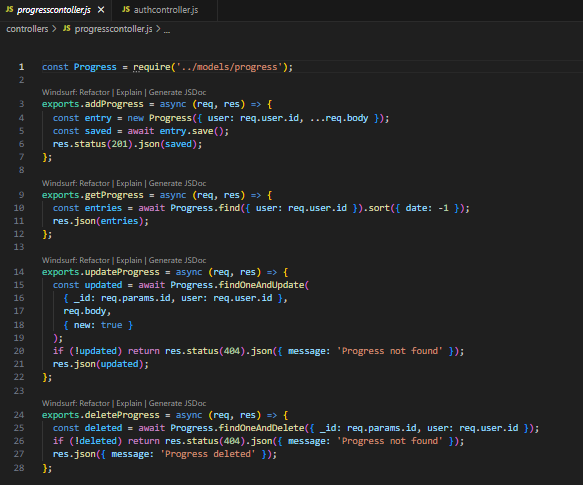 JS progresscontoller.js ×
JS authcontroller.js
controllers > JS progresscontoller.js > ...
1 const Progress = require('../models/progress');
2
Windsurf: Refactor | Explain | Generate JSDoc
3 exports.addProgress = async (req, res) => {
4 const entry = new Progress({ user: req.user.id, ...req.body });
5 const saved = await entry.save();
6 res.status(201).json(saved);
7 };
8
Windsurf: Refactor | Explain | Generate JSDoc
9 exports.getProgress = async (req, res) => {
10 const entries = await Progress.find({ user: req.user.id }).sort({ date: -1 });
11 res.json(entries);
12 };
13
Windsurf: Refactor | Explain | Generate JSDoc
14 exports.updateProgress = async (req, res) => {
15 const updated = await Progress.findOneAndUpdate(
16 { _id: req.params.id, user: req.user.id },
17 req.body,
18 { new: true }
19 );
20 if (!updated) return res.status(404).json({ message: 'Progress not found' });
21 res.json(updated);
22 };
23
Windsurf: Refactor | Explain | Generate JSDoc
24 exports.deleteProgress = async (req, res) => {
25 const deleted = await Progress.findOneAndDelete({ _id: req.params.id, user: req.user.id });
26 if (!deleted) return res.status(404).json({ message: 'Progress not found' });
27 res.json({ message: 'Progress deleted' });
28 };